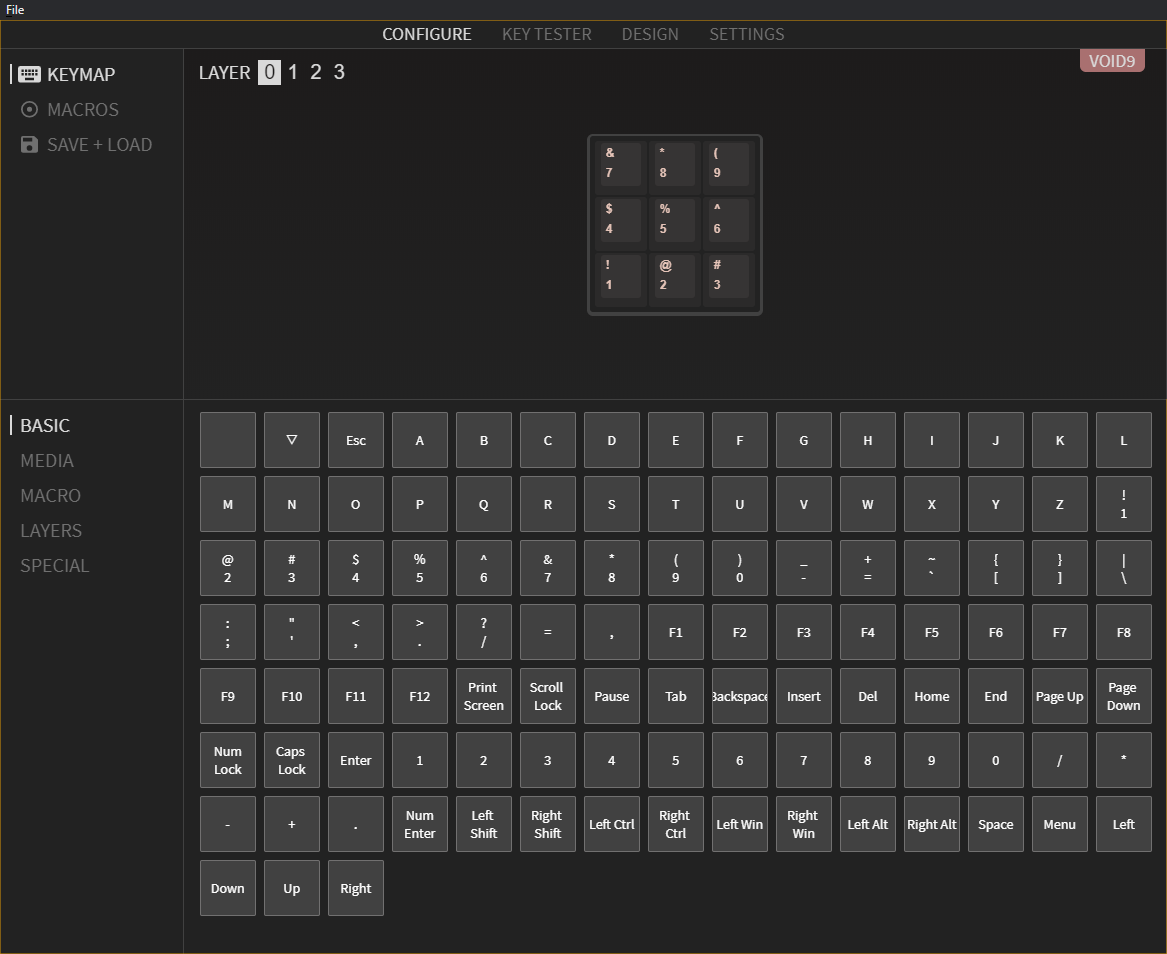 File
CONFIGURE KEY TESTER DESIGN SETTINGS
KEYMAP
MACROS
SAVE + LOAD
LAYER 0 1 2 3
VOID9
& * (
7 8 9
$ % ^
4 5 6
! @ #
1 2 3
BASIC
MEDIA
MACRO
LAYERS
SPECIAL
▽ Esc A B C D E F G H I J K L
M N O P Q R S T U V W X Y Z !
1
@ # $ % ^ & * ( ) _ + ~ { } |
2 3 4 5 6 7 8 9 0 - = ` [ ] \
: " < > ?
; ' , . / = , F1 F2 F3 F4 F5 F6 F7 F8
F9 F10 F11 F12 Print Screen Scroll Lock Pause Tab Backspace Insert Del Home End Page Up Page Down
Num Lock Caps Lock Enter 1 2 3 4 5 6 7 8 9 0 / *
- + . Num Enter Left Shift Right Shift Left Ctrl Right Ctrl Left Win Right Win Left Alt Right Alt Space Menu Left
Down Up Right